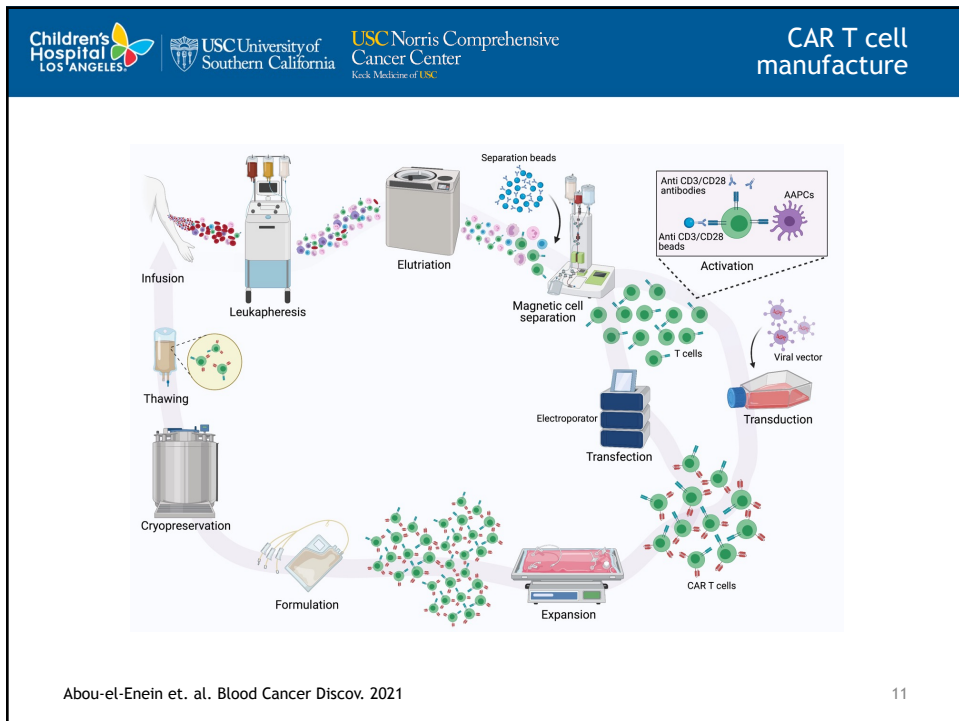 Children's
Hospital
LOS ANGELES
USC University of
Southern California
USC Norris Comprehensive
Cancer Center
Keck Medicine of USC
CAR T cell
manufacture
Separation beads
Anti CD3/CD28
antibodies
AAPCs
Anti CD3/CD28
beads
Activation
Infusion
Leukapheresis
Elutriation
Magnetic cell
separation
T cells
Viral vector
Thawing
Electroporator
Transfection
Transduction
Cryopreservation
CAR T cells
Formulation
Expansion
Abou-el-Enein et. al. Blood Cancer Discov. 2021
11